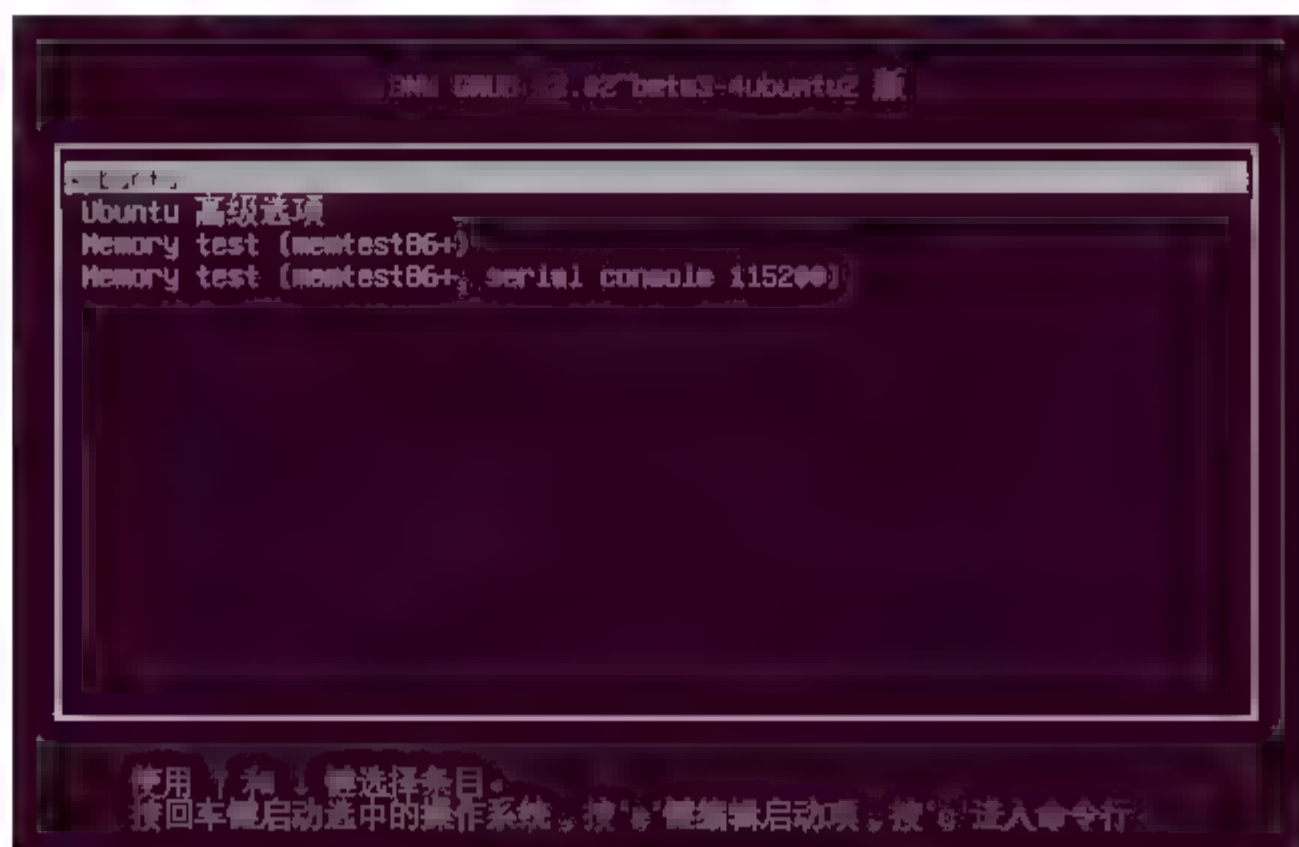 GNU GRUB 2.02~beta3-4ubuntu2 版
Ubuntu 高级选项
Memory test (memtest86+)
Memory test (memtest86+, serial console 115200)
使用 ↑ 和 ↓ 键选择条目。
按回车键启动选中的操作系统,按 键编辑启动项,按 进入命令行